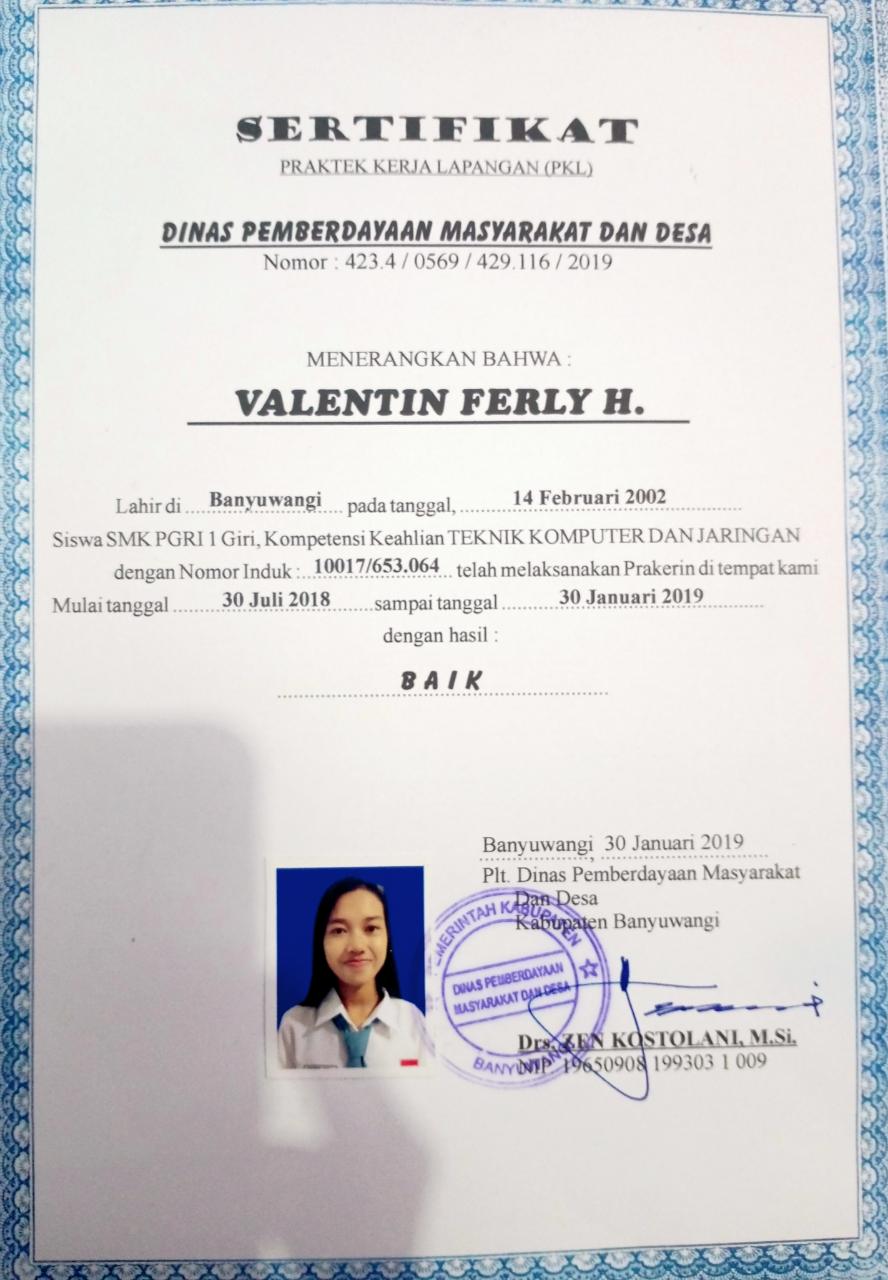 SERTIFIKAT
PRAKTEK KERJA LAPANGAN (PKL)
DINAS PEMBERDAYAAN MASYARAKAT DAN DESA
Nomor : 423.4 / 0569 / 429.116 / 2019
MENERANGKAN BAHWA :
VALENTIN FERLY H.
Lahir di Banyuwangi pada tanggal, 14 Februari 2002
Siswa SMK PGRI 1 Giri, Kompetensi Keahlian TEKNIK KOMPUTER DAN JARINGAN
dengan Nomor Induk : 10017/653.064 telah melaksanakan Prakerin di tempat kami
Mulai tanggal 30 Juli 2018 sampai tanggal 30 Januari 2019
dengan hasil :
BAIK
Banyuwangi, 30 Januari 2019
Plt. Dinas Pemberdayaan Masyarakat
Dan Desa
Kabupaten Banyuwangi
PEMERINTAH KABUPATEN
DINAS PEMBERDAYAAN
MASYARAKAT DAN DESA
BANYUWANGI
Drs. ZEN KOSTOLANI, M.Si.
NIP. 19650908 199303 1 009